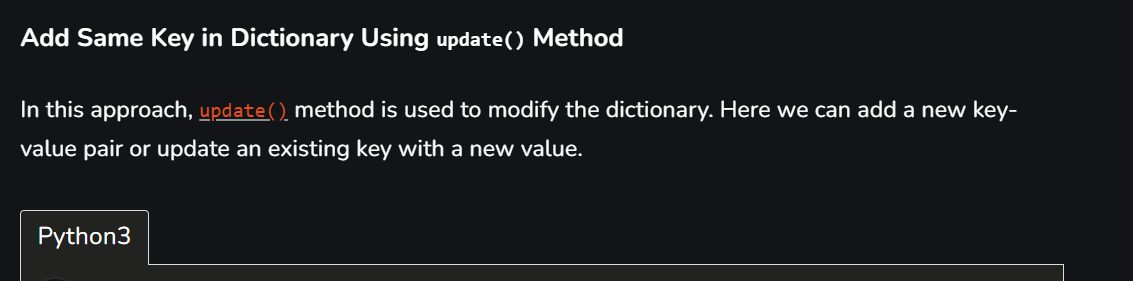 Add Same Key in Dictionary Using update() Method
In this approach, update() method is used to modify the dictionary. Here we can add a new key-
value pair or update an existing key with a new value.
Python3